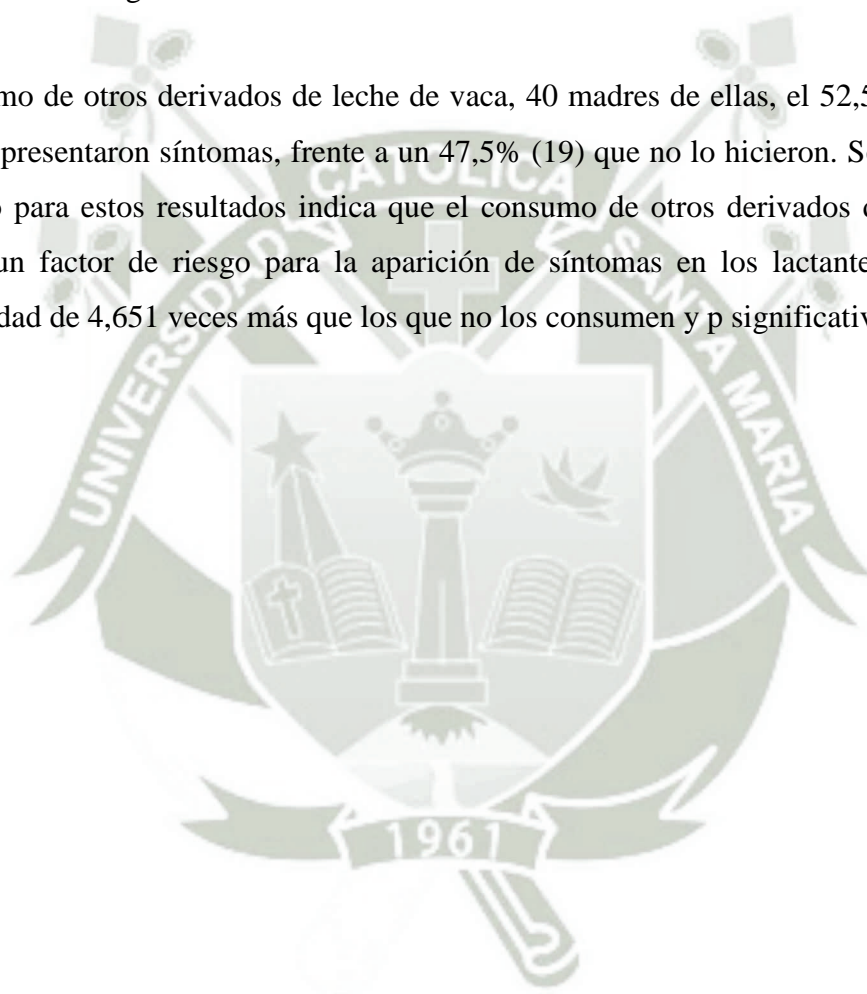 mo de otros derivados de leche de vaca, 40 madres de ellas, el 52,5
presentaron síntomas, frente a un 47,5% (19) que no lo hicieron. Se
para estos resultados indica que el consumo de otros derivados
un factor de riesgo para la aparición de síntomas en los lactante
dad de 4,651 veces más que los que no los consumen y p significativ
UNIVERSIDAD CATOLICA SANTA MARIA
1961